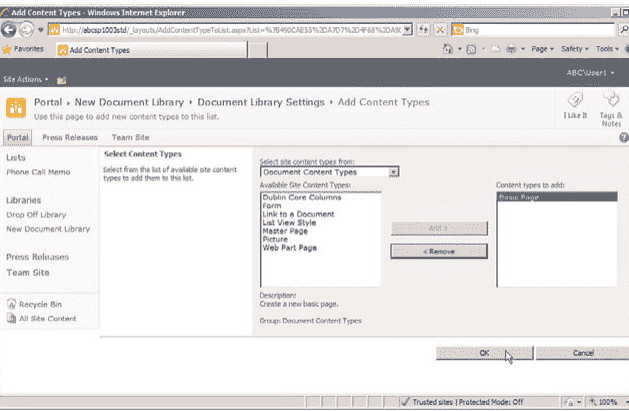 Add Content Types - Windows Internet Explorer
Bing
Favorites
Add Content Types
Page
Safety
Tools
Site Actions
ABC\User1
Portal ▸ New Document Library ▸ Document Library Settings ▸ Add Content Types
Use this page to add new content types to this list.
I Like It
Tags &
Notes
Portal
Press Releases
Team Site
Lists
Phone Call Memo
Libraries
Drop Off Library
New Document Library
Press Releases
Team Site
Recycle Bin
All Site Content
Select Content Types
Select from the list of available site content
types to add them to this list.
Select site content types from:
Document Content Types
Available Site Content Types:
Dublin Core Columns
Form
Link to a Document
List View Style
Master Page
Picture
Web Part Page
Add >
< Remove
Content types to add:
Basic Page
Description:
Create a new basic page.
Group: Document Content Types
OK
Cancel
Trusted sites | Protected Mode: Off
100%